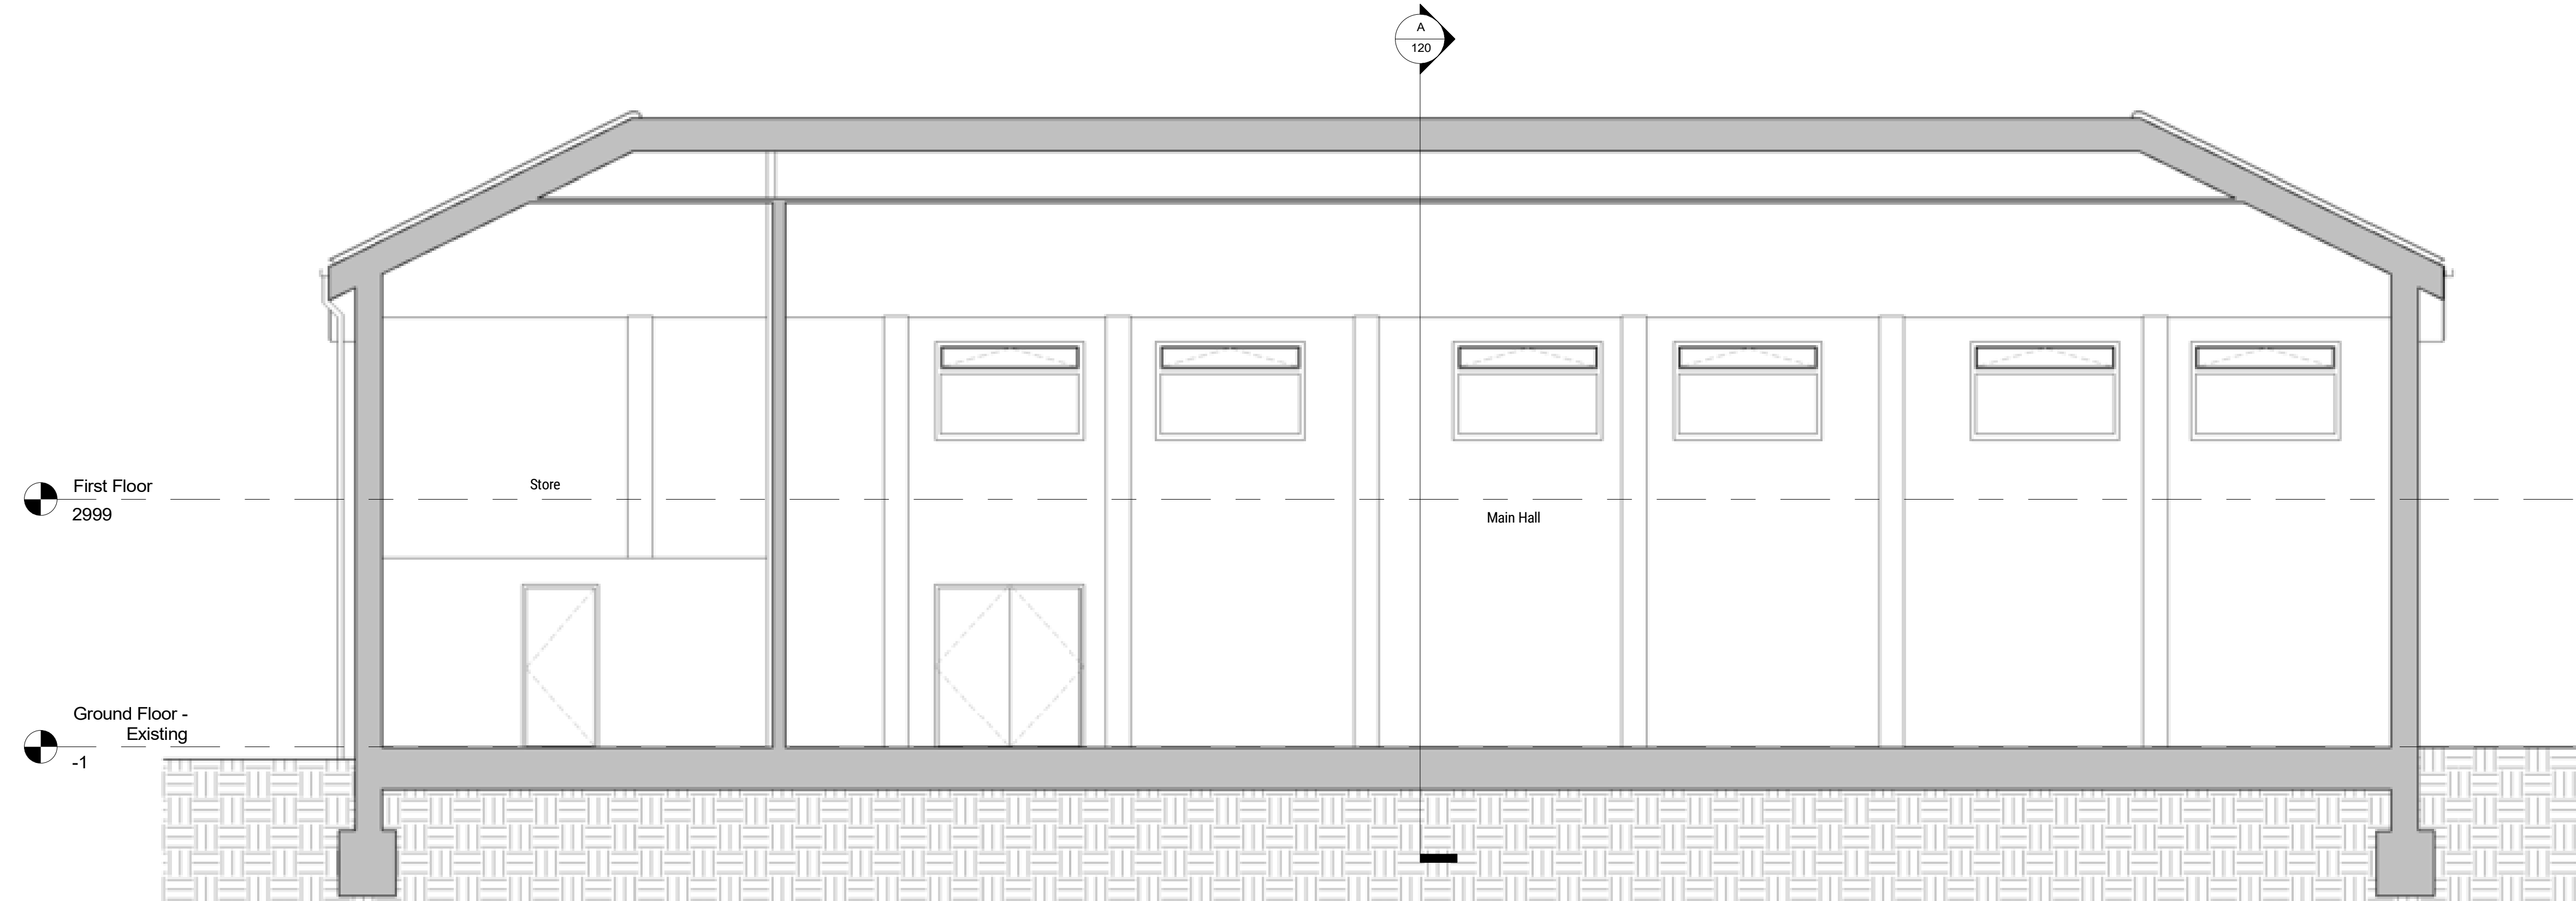 A
120
First Floor
2999
Store
Main Hall
Ground Floor -
Existing
-1